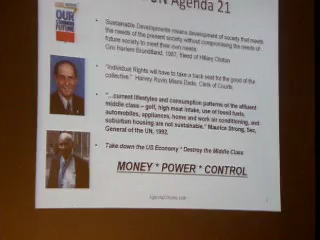 UN Agenda 21
OUR
COMMON
FUTURE
• Sustainable Development means development of society that meets
the needs of the present society without compromising the needs of
future society to meet their own needs.
Gro Harlem Brundtland, 1987, friend of Hillary Clinton
• "Individual Rights will have to take a back seat for the good of the
collective." Harvey Ruvin Miami Dade, Clerk of Courts
• "...current lifestyles and consumption patterns of the affluent
middle class – golf, high meat intake, use of fossil fuels,
automobiles, appliances, home and work air conditioning, and
suburban housing are not sustainable." Maurice Strong, Sec.
General of the UN, 1992.
• Take down the US Economy * Destroy the Middle Class
MONEY * POWER * CONTROL